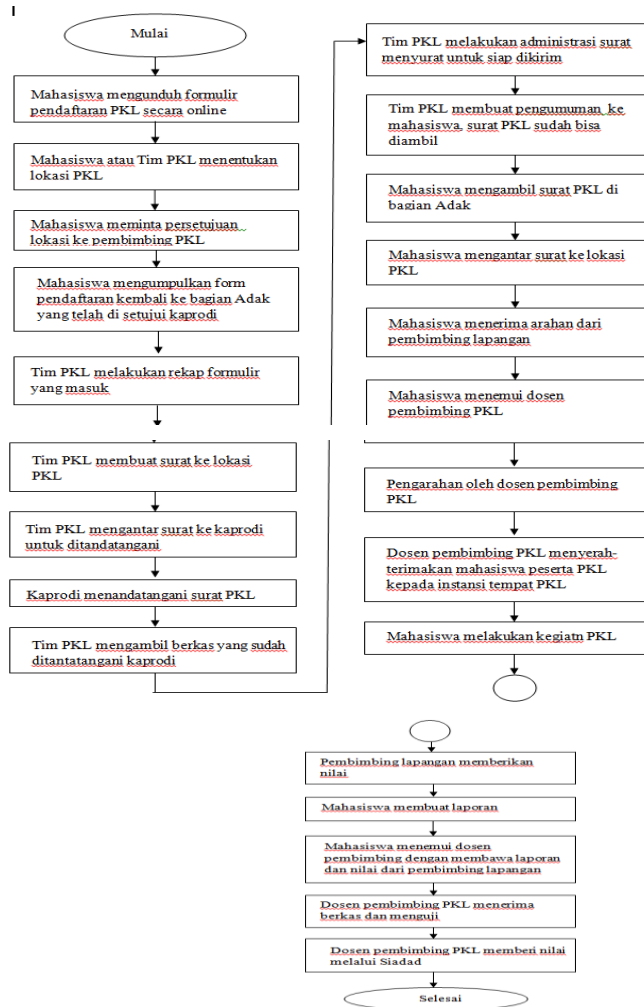 I
Mulai
Mahasiswa mengunduh formulir
pendaftaran PKL secara online
Mahasiswa atau Tim PKL menentukan
lokasi PKL
Mahasiswa meminta persetujuan
lokasi ke pembimbing PKL
Mahasiswa mengumpulkan form
pendaftaran kembali ke bagian Adak
yang telah di setujui kaprodi
Tim PKL melakukan rekap formulir
yang masuk
Tim PKL membuat surat ke lokasi
PKL
Tim PKL mengantar surat ke kaprodi
untuk ditandatangani
Kaprodi menandatangani surat PKL
Tim PKL mengambil berkas yang sudah
ditantatangani kaprodi
Tim PKL melakukan administrasi surat
menyurat untuk siap dikirim
Tim PKL membuat pengumuman ke
mahasiswa, surat PKL sudah bisa
diambil
Mahasiswa mengambil surat PKL di
bagian Adak
Mahasiswa mengantar surat ke lokasi
PKL
Mahasiswa menerima arahan dari
pembimbing lapangan
Mahasiswa menemui dosen
pembimbing PKL
Pengarahan oleh dosen pembimbing
PKL
Dosen pembimbing PKL menyerah-
terimakan mahasiswa peserta PKL
kepada instansi tempat PKL
Mahasiswa melakukan kegiatn PKL
Pembimbing lapangan memberikan
nilai
Mahasiswa membuat laporan
Mahasiswa menemui dosen
pembimbing dengan membawa laporan
dan nilai dari pembimbing lapangan
Dosen pembimbing PKL menerima
berkas dan menguji
Dosen pembimbing PKL memberi nilai
melalui Siadad
Selesai